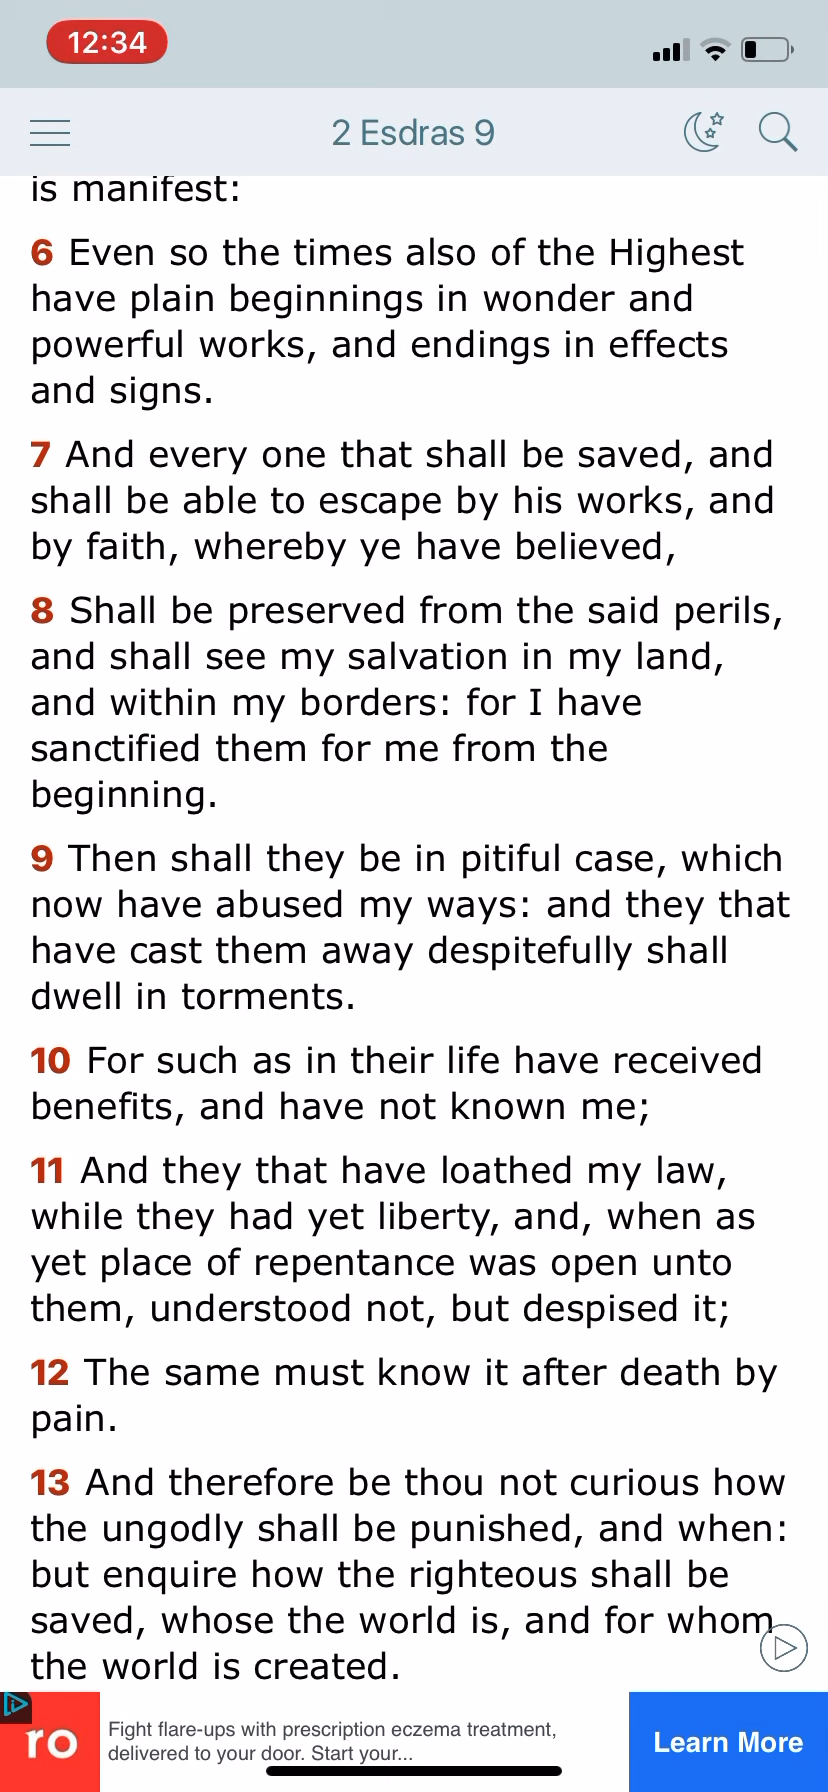 12:34
2 Esdras 9
is manifest:
6 Even so the times also of the Highest
have plain beginnings in wonder and
powerful works, and endings in effects
and signs.
7 And every one that shall be saved, and
shall be able to escape by his works, and
by faith, whereby ye have believed,
8 Shall be preserved from the said perils,
and shall see my salvation in my land,
and within my borders: for I have
sanctified them for me from the
beginning.
9 Then shall they be in pitiful case, which
now have abused my ways: and they that
have cast them away despitefully shall
dwell in torments.
10 For such as in their life have received
benefits, and have not known me;
11 And they that have loathed my law,
while they had yet liberty, and, when as
yet place of repentance was open unto
them, understood not, but despised it;
12 The same must know it after death by
pain.
13 And therefore be thou not curious how
the ungodly shall be punished, and when:
but enquire how the righteous shall be
saved, whose the world is, and for whom
the world is created.
ro
Fight flare-ups with prescription eczema treatment,
delivered to your door. Start your...
Learn More